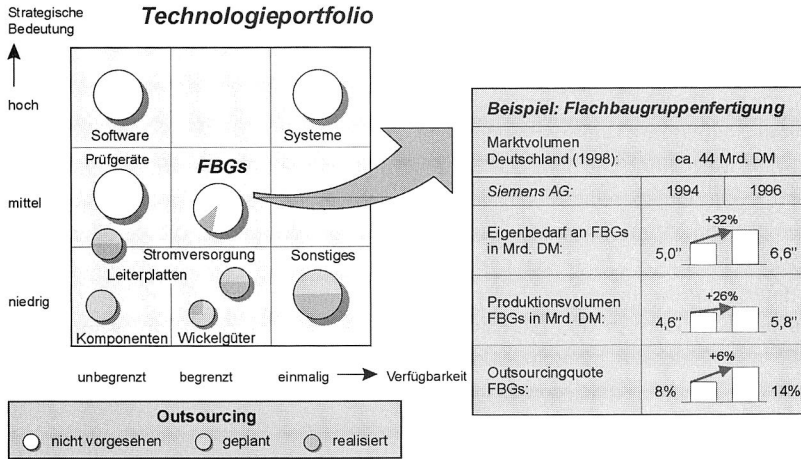 Strategische
Bedeutung
Technologieportfolio
hoch
Software
Systeme
Prüfgeräte
FBGs
mittel
Stromversorgung
Sonstiges
Leiterplatten
niedrig
Komponenten
Wickelgüter
unbegrenzt
begrenzt
einmalig
Verfügbarkeit
Outsourcing
nicht vorgesehen
geplant
realisiert
Beispiel: Flachbaugruppenfertigung
Marktvolumen
Deutschland (1998): ca. 44 Mrd. DM
Siemens AG: 1994 1996
+32%
Eigenbedarf an FBGs
in Mrd. DM: 5,0" 6,6"
+26%
Produktionsvolumen
FBGs in Mrd. DM: 4,6" 5,8"
+6%
Outsourcingquote
FBGs: 8% 14%